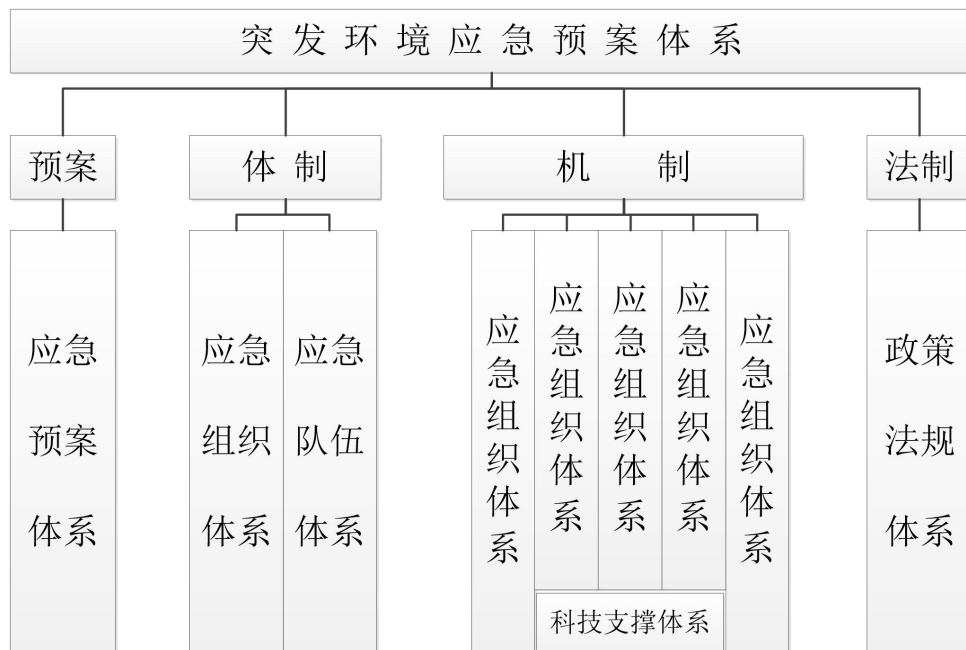 突发环境应急预案体系
预案
体制
机制
法制
应急
预案
体系
应急
组织
体系
应急
队伍
体系
应急组织体系
应急组织体系
应急组织体系
应急组织体系
应急组织体系
科技支撑体系
政策
法规
体系